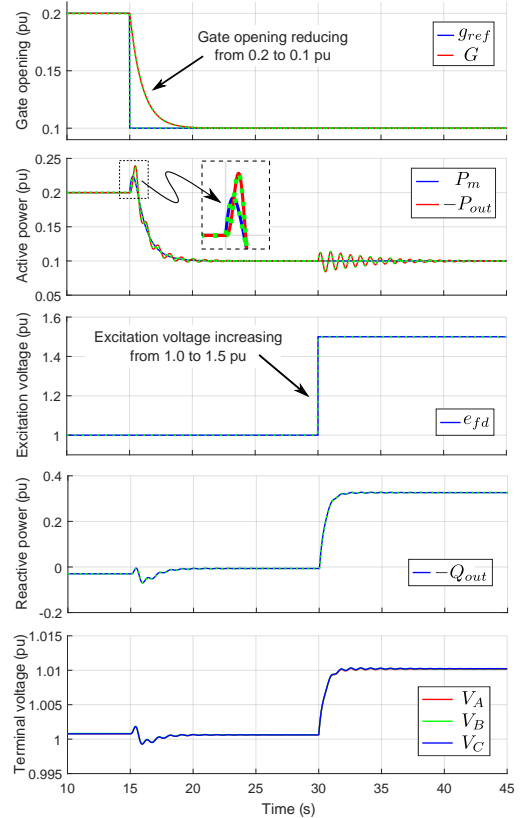 0.2
0.15
0.1
Gate opening (pu)
Gate opening reducing
from 0.2 to 0.1 pu
g_ref
G
0.25
0.2
0.15
0.1
0.05
Active power (pu)
P_m
−P_out
1.6
1.4
1.2
1
Excitation voltage (pu)
Excitation voltage increasing
from 1.0 to 1.5 pu
e_fd
0.4
0.2
0
-0.2
Reactive power (pu)
−Q_out
1.015
1.01
1.005
1
0.995
Terminal voltage (pu)
V_A
V_B
V_C
10 15 20 25 30 35 40 45
Time (s)